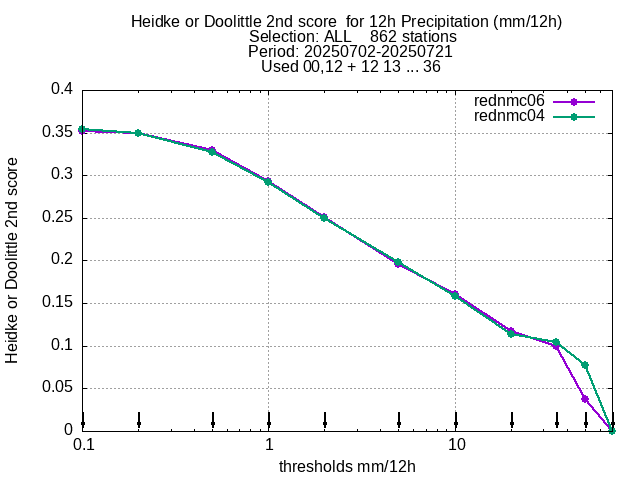 Heidke or Doolittle 2nd score  for 12h Precipitation (mm/12h)
Selection: ALL    862 stations
Period: 20250702-20250721
Used 00,12 + 12 13 ... 36
rednmc06
rednmc04
0.4
0.35
0.3
0.25
0.2
0.15
0.1
0.05
0
Heidke or Doolittle 2nd score
0.1 1 10
thresholds mm/12h